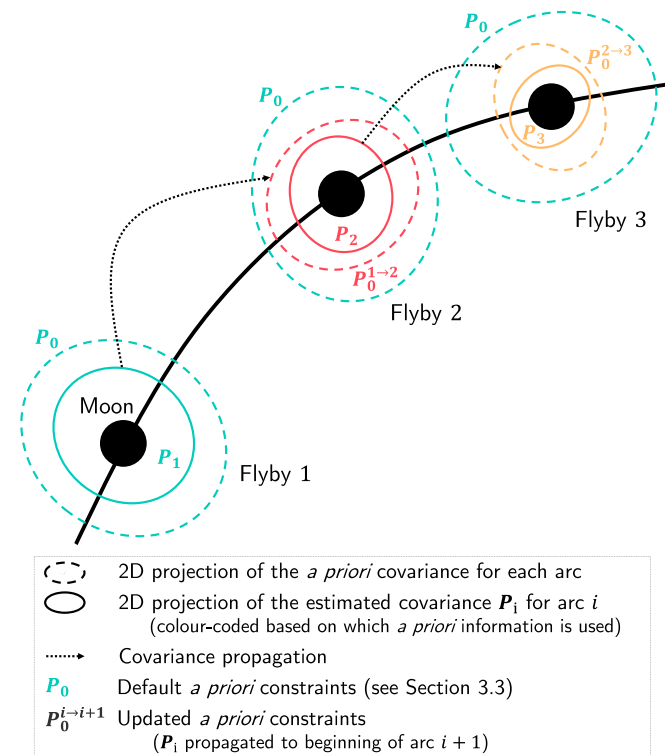 P₀
P₀^{2→3}
P₃
P₀
Flyby 3
P₂
P₀^{1→2}
Flyby 2
P₀
Moon
P₁
Flyby 1
2D projection of the a priori covariance for each arc
2D projection of the estimated covariance Pᵢ for arc i
(colour-coded based on which a priori information is used)
Covariance propagation
P₀ Default a priori constraints (see Section 3.3)
P₀^{i→i+1} Updated a priori constraints
(Pᵢ propagated to beginning of arc i + 1)